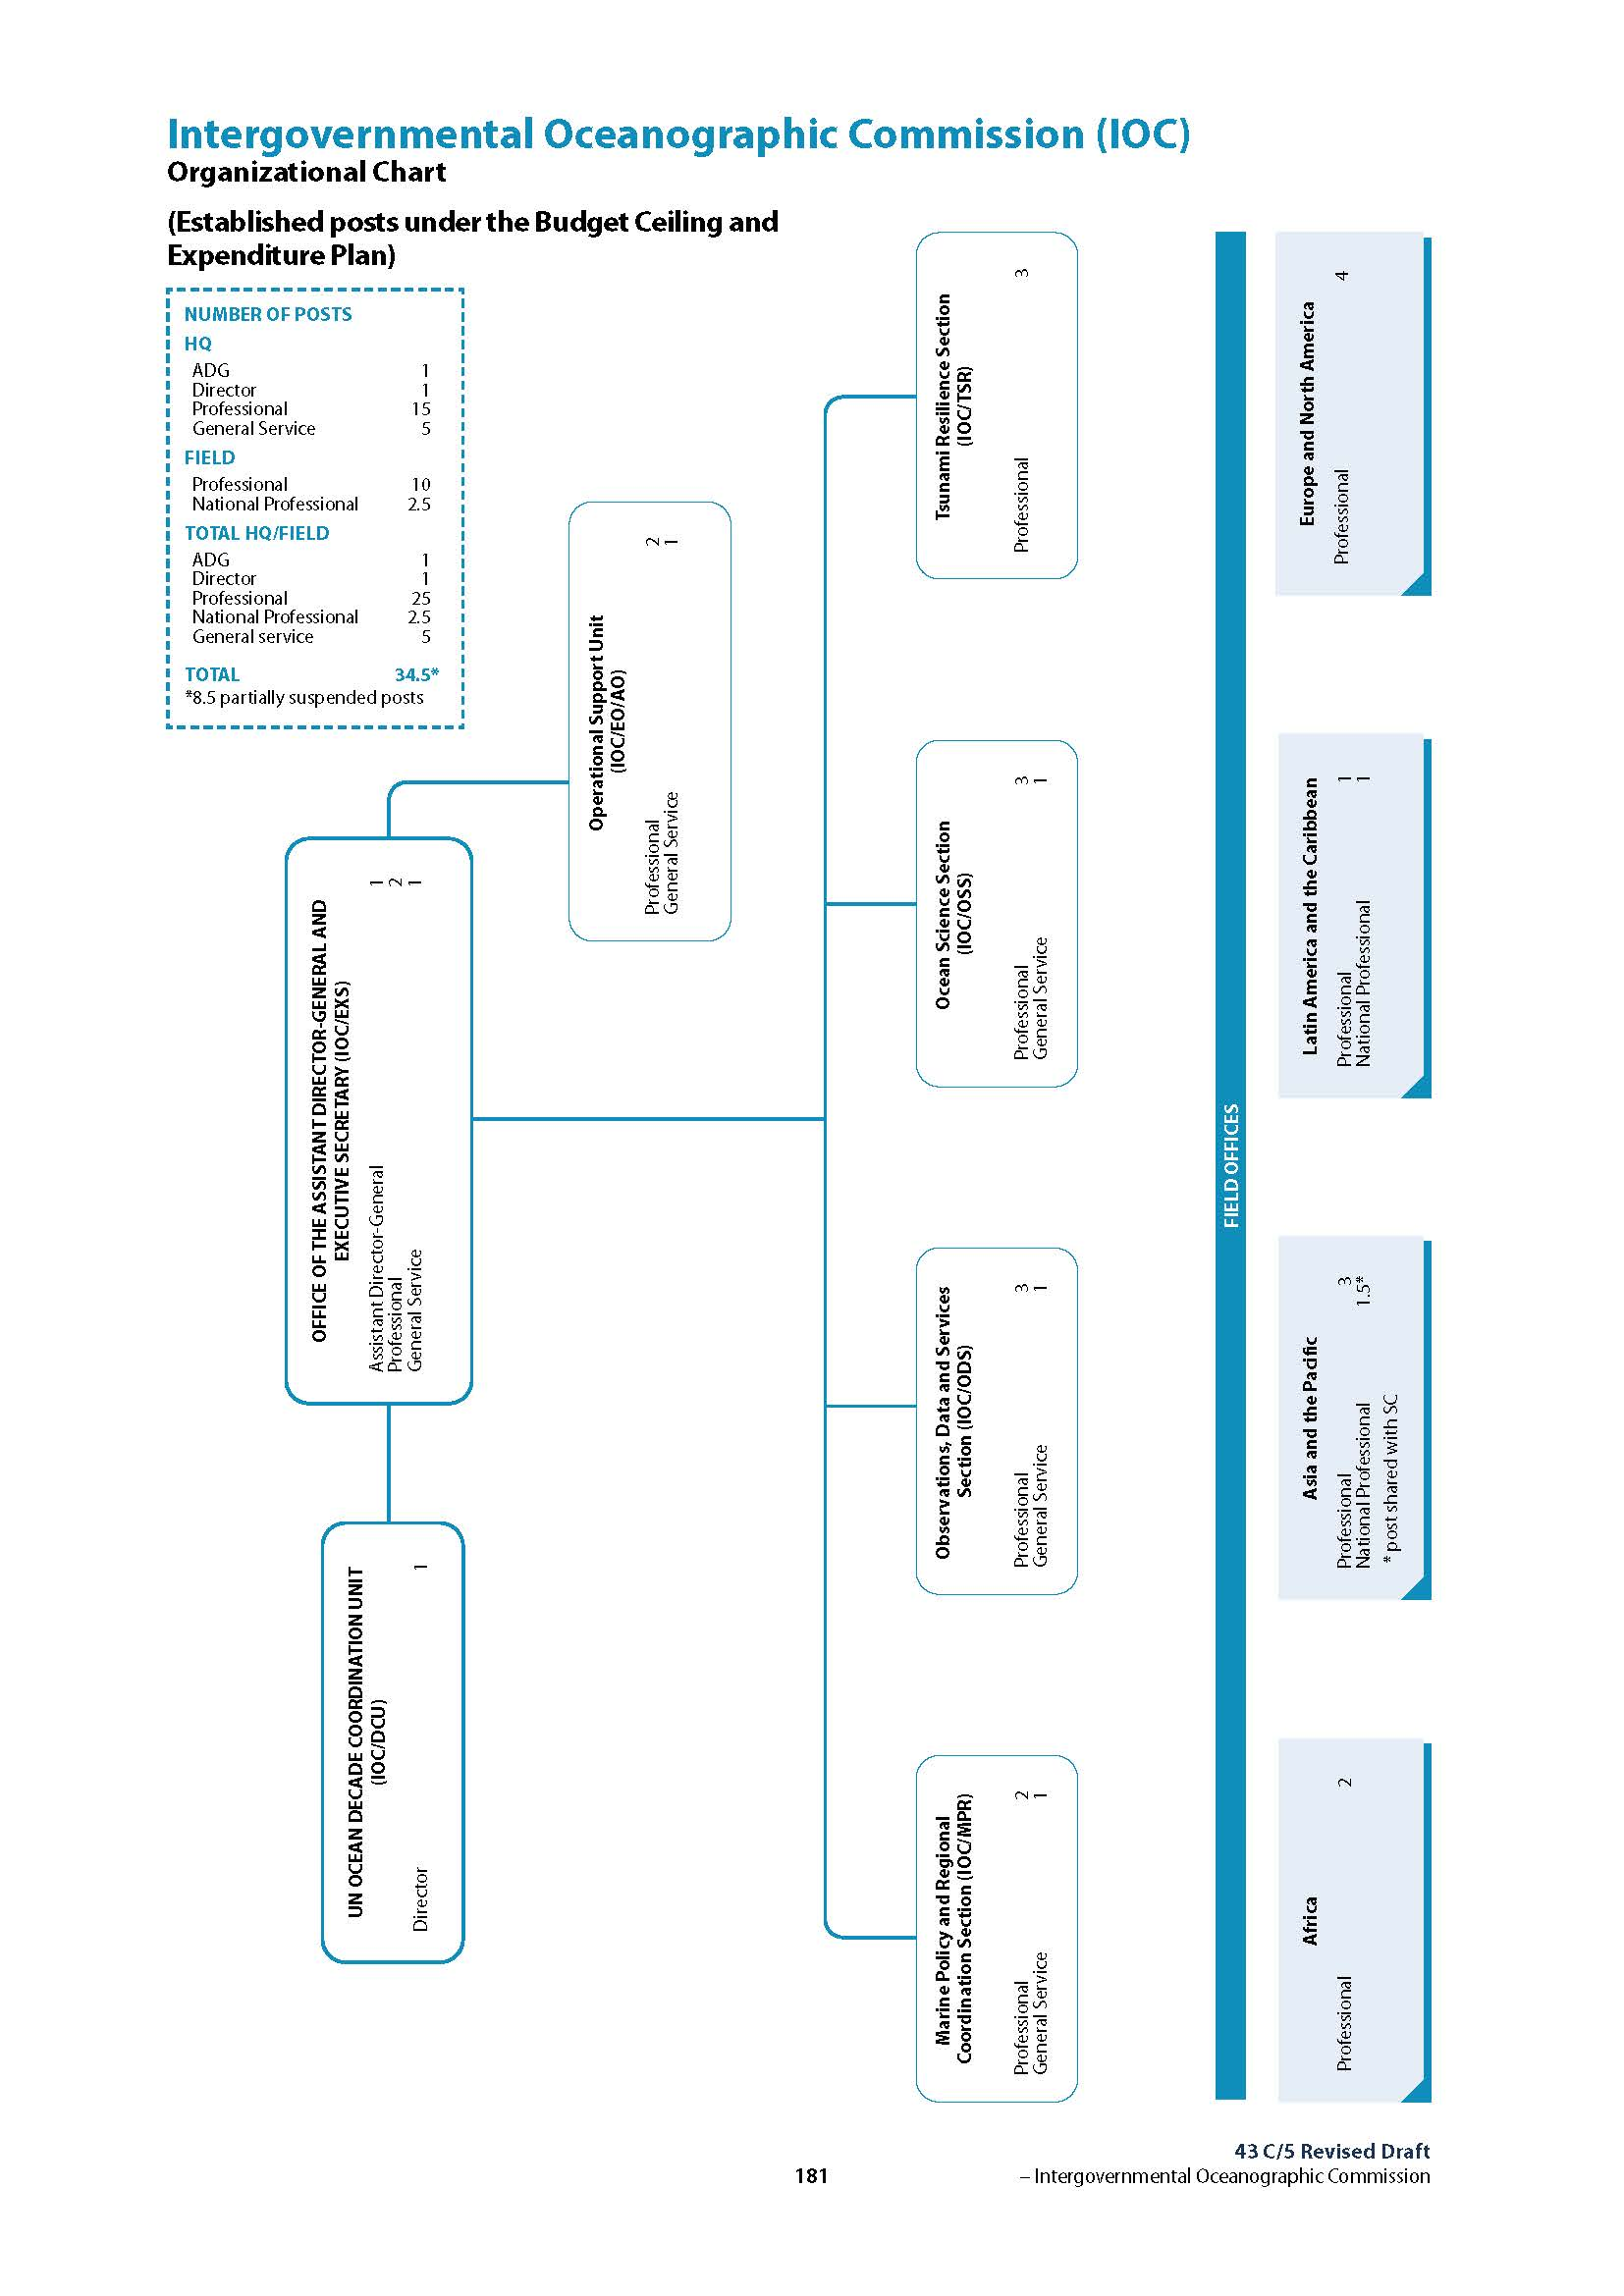 Intergovernmental Oceanographic Commission (IOC)
Organizational Chart
(Established posts under the Budget Ceiling and
Expenditure Plan)
NUMBER OF POSTS
HQ
ADG 1
Director 1
Professional 15
General Service 5
FIELD
Professional 10
National Professional 2.5
TOTAL HQ/FIELD
ADG 1
Director 1
Professional 25
National Professional 2.5
General service 5
TOTAL 34.5*
*8.5 partially suspended posts
OFFICE OF THE ASSISTANT DIRECTOR-GENERAL AND
EXECUTIVE SECRETARY (IOC/EXS)
Assistant Director-General 1
Professional 2
General Service 1
UN OCEAN DECADE COORDINATION UNIT
(IOC/DCU)
Director 1
Operational Support Unit
(IOC/EO/AO)
Professional 2
General Service 1
Marine Policy and Regional
Coordination Section (IOC/MPR)
Professional 2
General Service 1
Observations, Data and Services
Section (IOC/ODS)
Professional 3
General Service 1
Ocean Science Section
(IOC/OSS)
Professional 3
General Service 1
Tsunami Resilience Section
(IOC/TSR)
Professional 3
FIELD OFFICES
Africa
Professional 2
Asia and the Pacific
Professional 3
National Professional 1.5*
* post shared with SC
Latin America and the Caribbean
Professional 1
National Professional 1
Europe and North America
Professional 4
43 C/5 Revised Draft
181 – Intergovernmental Oceanographic Commission